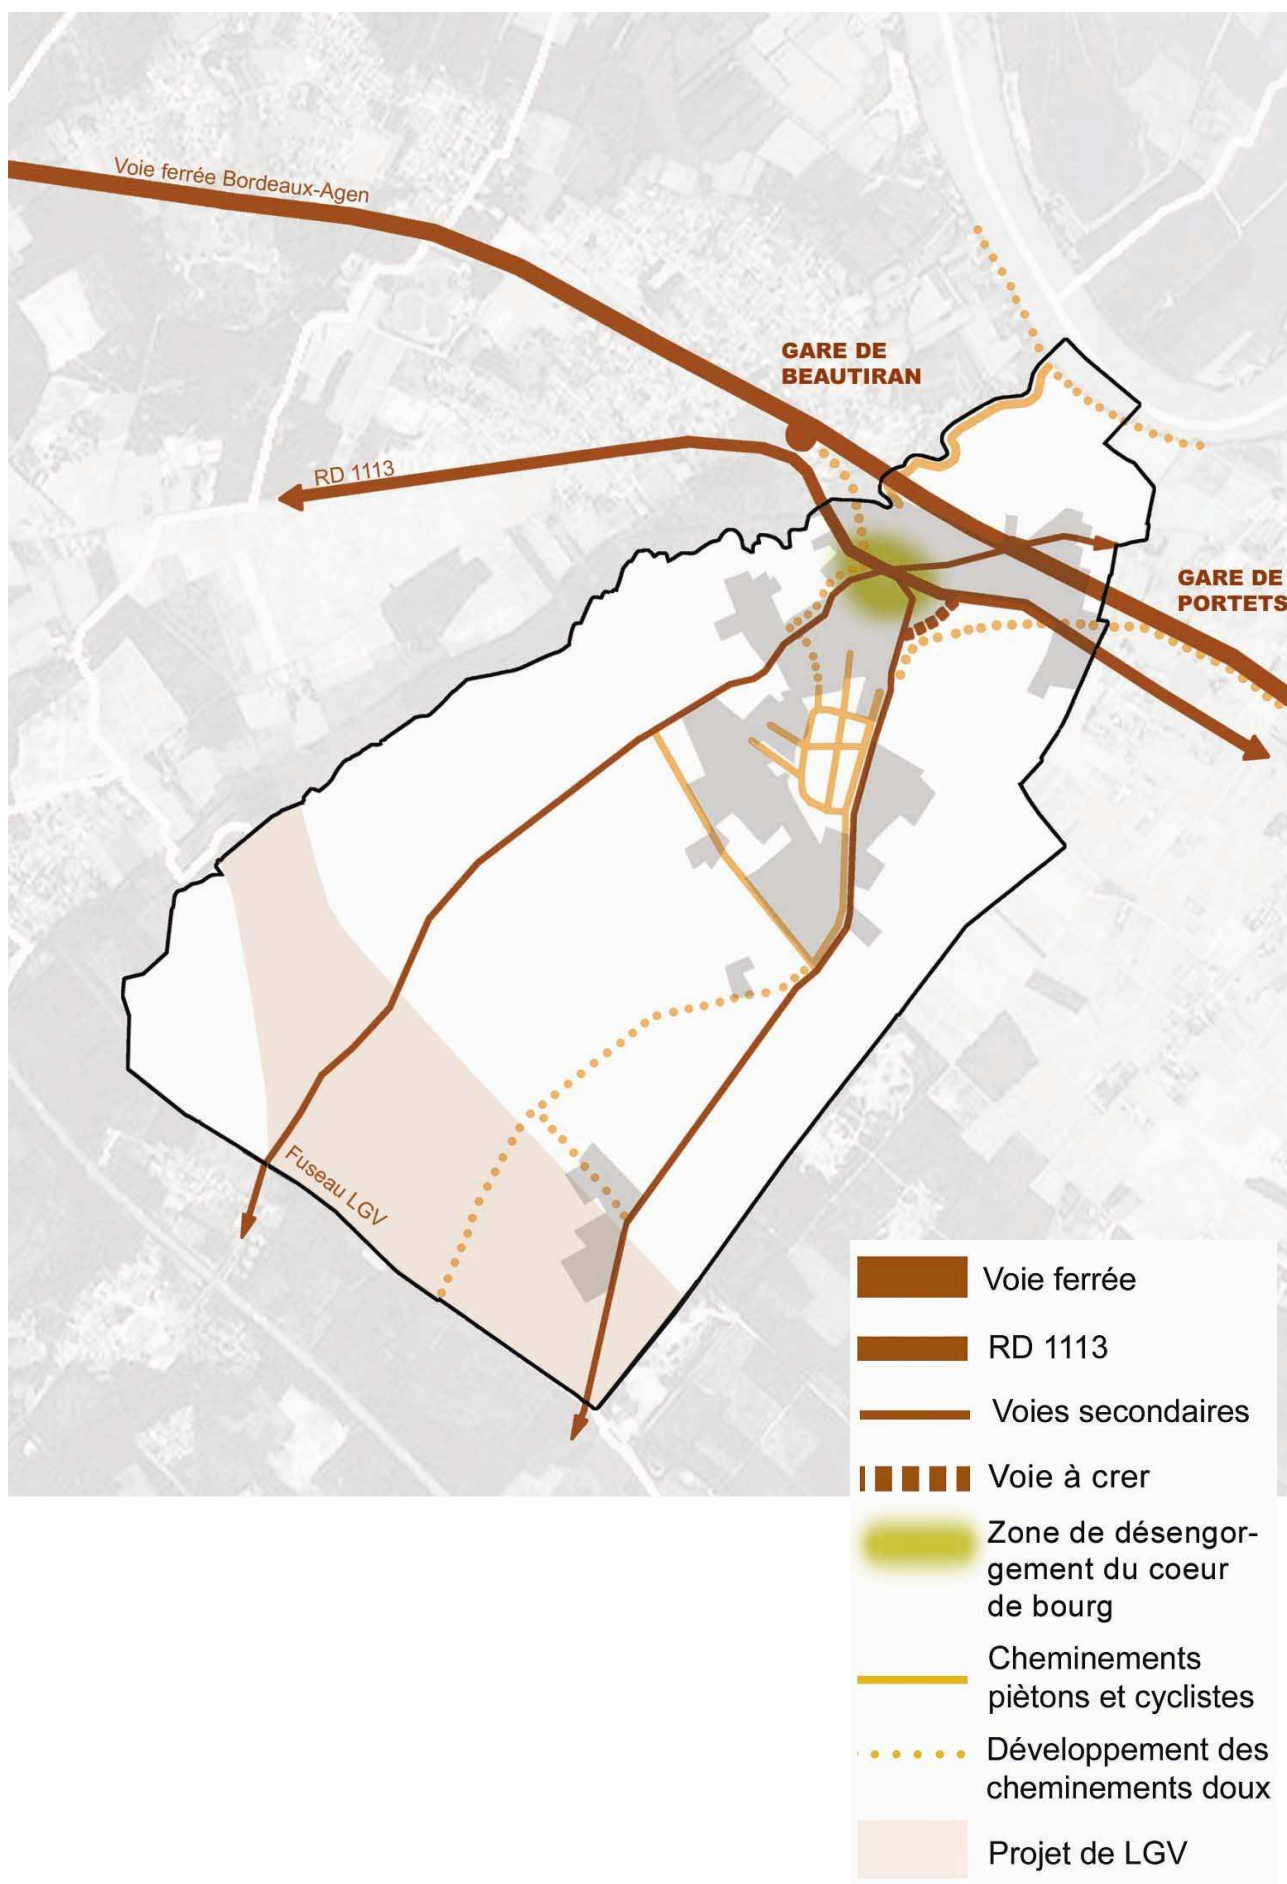 Voie ferrée Bordeaux-Agen
GARE DE
BEAUTIRAN
RD 1113
GARE DE
PORTETS
Fuseau LGV
Voie ferrée
RD 1113
Voies secondaires
Voie à crer
Zone de désengor-
gement du coeur
de bourg
Cheminements
piètons et cyclistes
Développement des
cheminements doux
Projet de LGV